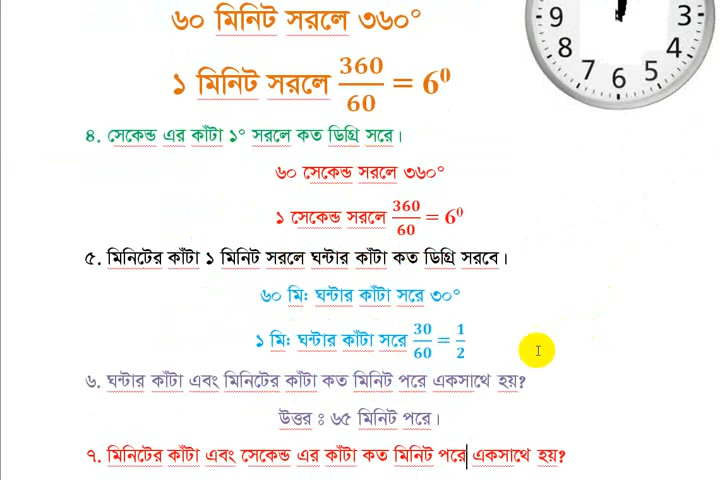 ৬০ মিনিট সরলে ৩৬০°
১ মিনিট সরলে 360/60 = 6⁰
৪. সেকেন্ড এর কাঁটা ১° সরলে কত ডিগ্রি সরে।
৬০ সেকেন্ড সরলে ৩৬০°
১ সেকেন্ড সরলে 360/60 = 6⁰
৫. মিনিটের কাঁটা ১ মিনিট সরলে ঘন্টার কাঁটা কত ডিগ্রি সরবে।
৬০ মি: ঘন্টার কাঁটা সরে ৩০°
১ মি: ঘন্টার কাঁটা সরে 30/60 = 1/2
৬. ঘন্টার কাঁটা এবং মিনিটের কাঁটা কত মিনিট পরে একসাথে হয়?
উত্তর ঃ ৬৫ মিনিট পরে।
৭. মিনিটের কাঁটা এবং সেকেন্ড এর কাঁটা কত মিনিট পরে একসাথে হয়?
9 3
8 4
7 6 5